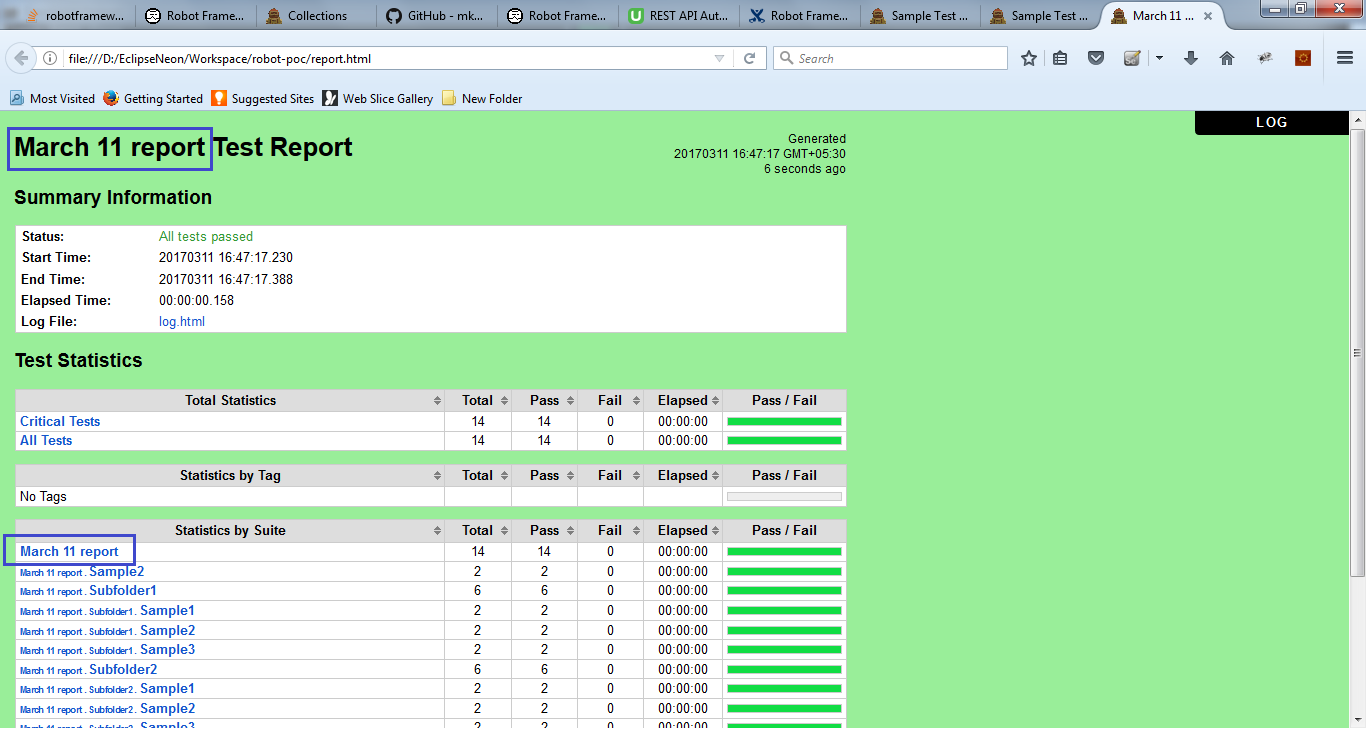 robotframew... Robot Frame... Collections GitHub - mk... Robot Frame... REST API Aut... Robot Frame... Sample Test ... Sample Test ... March 11 ...
file:///D:/EclipseNeon/Workspace/robot-poc/report.html Search
Most Visited Getting Started Suggested Sites Web Slice Gallery New Folder
LOG
March 11 report Test Report
Generated
20170311 16:47:17 GMT+05:30
6 seconds ago
Summary Information
Status: All tests passed
Start Time: 20170311 16:47:17.230
End Time: 20170311 16:47:17.388
Elapsed Time: 00:00:00.158
Log File: log.html
Test Statistics
Total Statistics Total Pass Fail Elapsed Pass / Fail
Critical Tests 14 14 0 00:00:00
All Tests 14 14 0 00:00:00
Statistics by Tag Total Pass Fail Elapsed Pass / Fail
No Tags
Statistics by Suite Total Pass Fail Elapsed Pass / Fail
March 11 report 14 14 0 00:00:00
March 11 report . Sample2 2 2 0 00:00:00
March 11 report . Subfolder1 6 6 0 00:00:00
March 11 report . Subfolder1 . Sample1 2 2 0 00:00:00
March 11 report . Subfolder1 . Sample2 2 2 0 00:00:00
March 11 report . Subfolder1 . Sample3 2 2 0 00:00:00
March 11 report . Subfolder2 6 6 0 00:00:00
March 11 report . Subfolder2 . Sample1 2 2 0 00:00:00
March 11 report . Subfolder2 . Sample2 2 2 0 00:00:00
March 11 report . Subfolder2 . Sample3 2 2 0 00:00:00